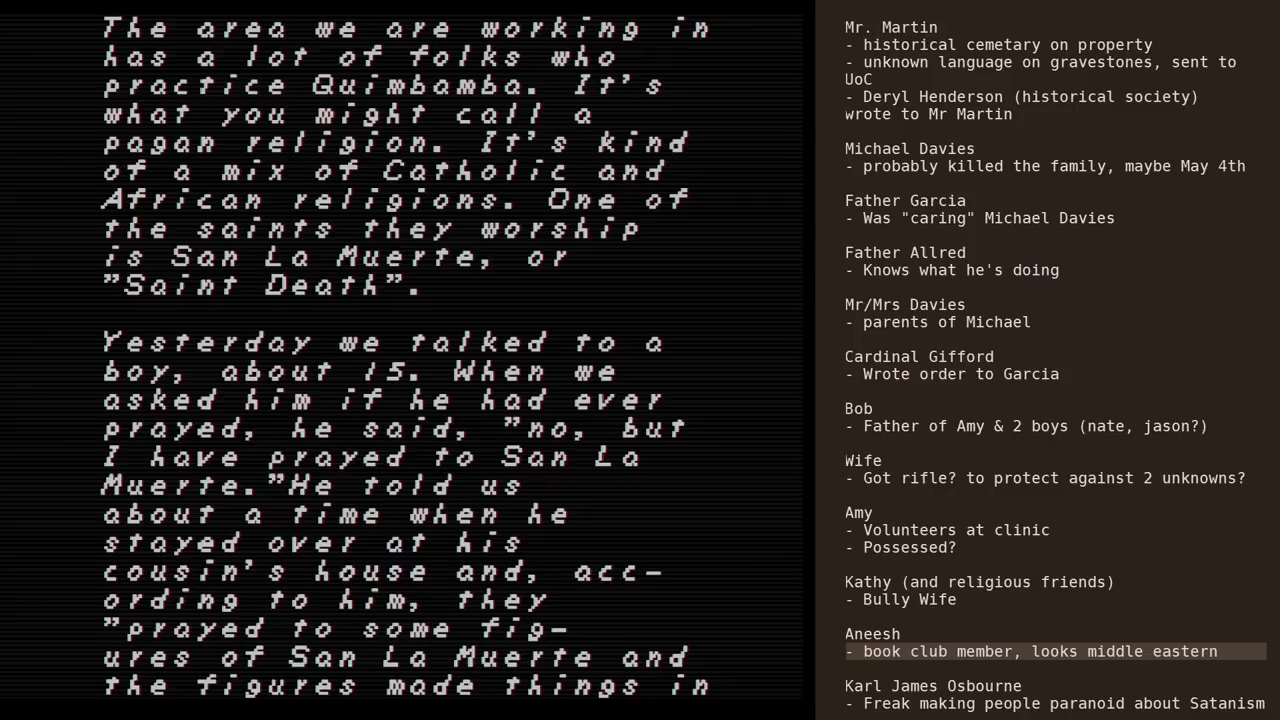 The area we are working in
has a lot of folks who
practice Quimbamba. It's
what you might call a
pagan religion. It's kind
of a mix of Catholic and
African religions. One of
the saints they worship
is San La Muerte, or
"Saint Death".
Yesterday we talked to a
boy, about 15. When we
asked him if he had ever
prayed, he said, "no, but
I have prayed to San La
Muerte."He told us
about a time when he
stayed over at his
cousin's house and, acc-
ording to him, they
"prayed to some fig-
ures of San La Muerte and
the figures made things in
Mr. Martin
- historical cemetary on property
- unknown language on gravestones, sent to
UoC
- Deryl Henderson (historical society)
wrote to Mr Martin
Michael Davies
- probably killed the family, maybe May 4th
Father Garcia
- Was "caring" Michael Davies
Father Allred
- Knows what he's doing
Mr/Mrs Davies
- parents of Michael
Cardinal Gifford
- Wrote order to Garcia
Bob
- Father of Amy & 2 boys (nate, jason?)
Wife
- Got rifle? to protect against 2 unknowns?
Amy
- Volunteers at clinic
- Possessed?
Kathy (and religious friends)
- Bully Wife
Aneesh
- book club member, looks middle eastern
Karl James Osbourne
- Freak making people paranoid about Satanism